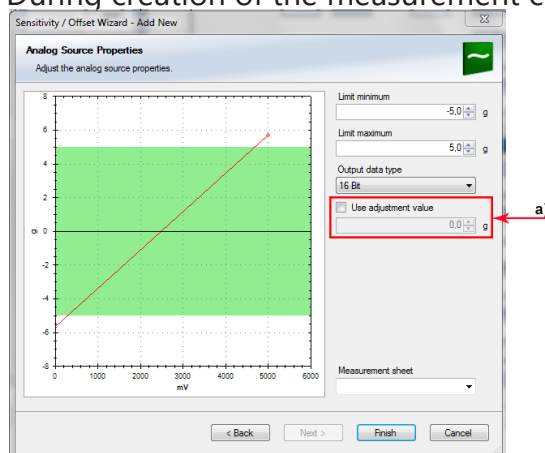 During creation of the measurement c
Sensitivity / Offset Wizard - Add New
Analog Source Properties
Adjust the analog source properties.
8
6
4
2
0
-2
-4
-6
-8
g
0 1000 2000 3000 4000 5000 6000
mV
Limit minimum
-5,0 g
Limit maximum
5,0 g
Output data type
16 Bit
Use adjustment value
0,0 g
a)
Measurement sheet
< Back Next > Finish Cancel